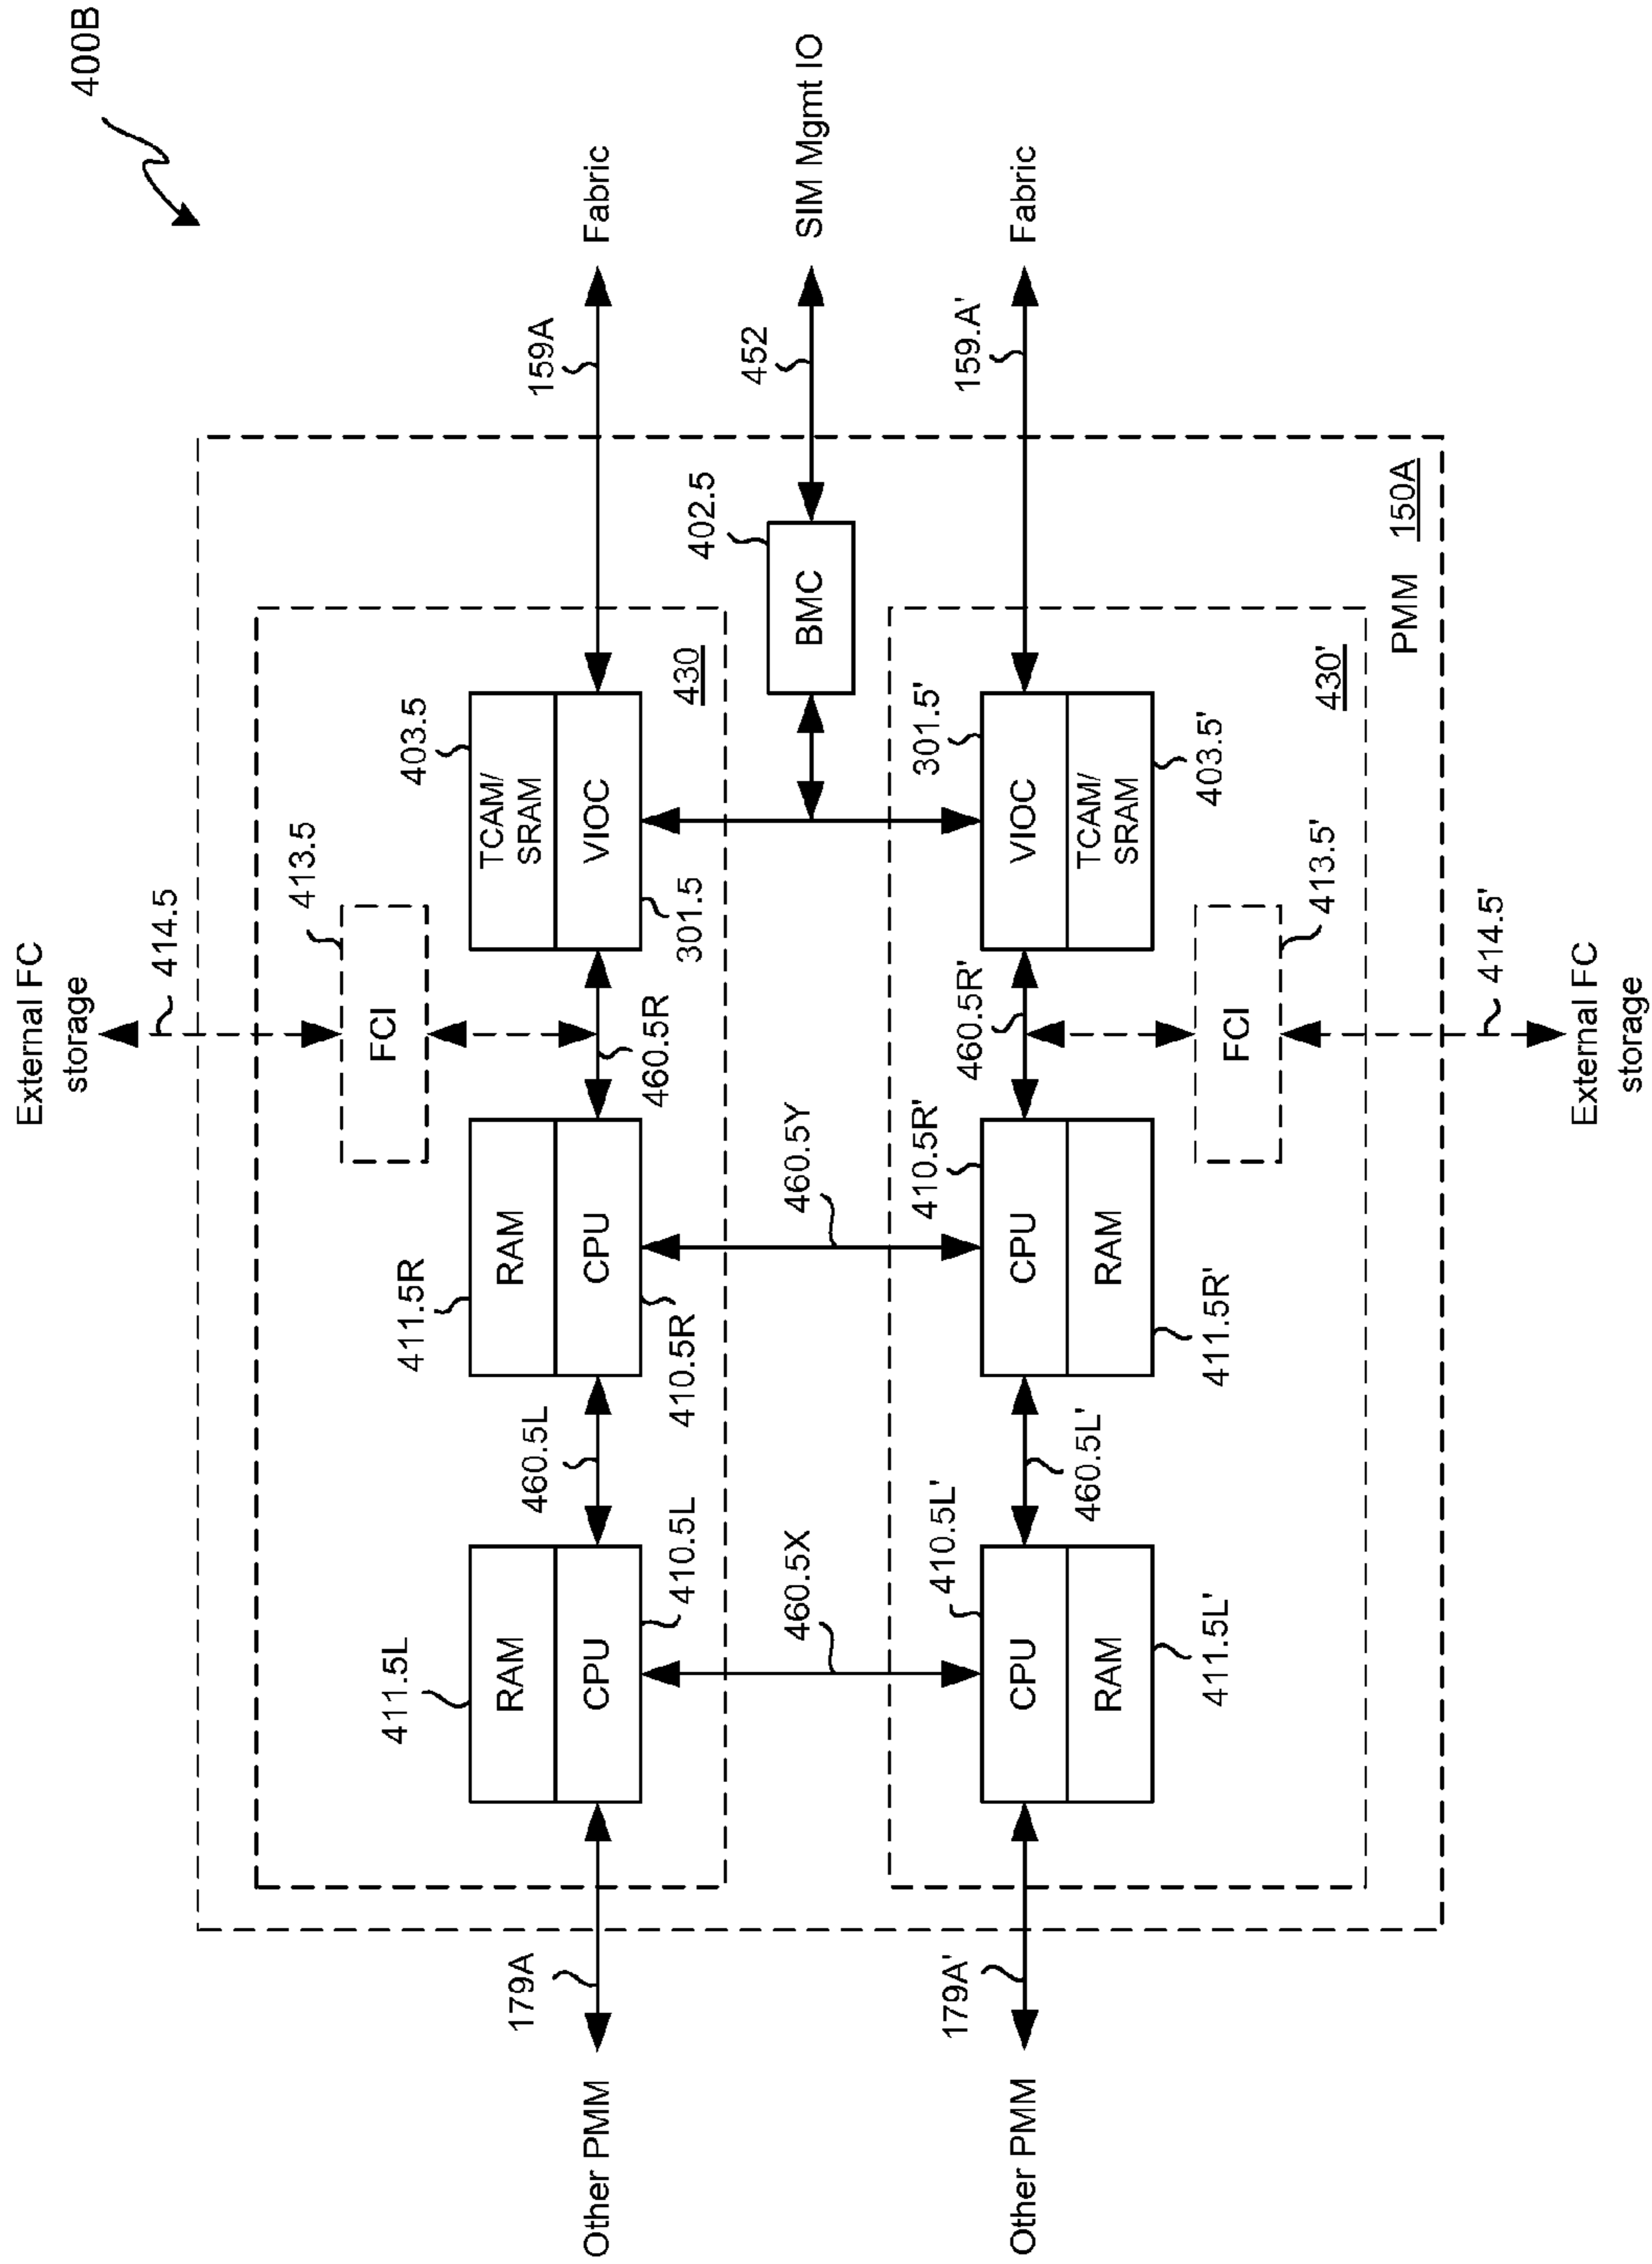 400B
External FC
storage
414.5
413.5
FCI
403.5
TCAM/
SRAM
VIOC
301.5
430
159A
Fabric
411.5R
RAM
CPU
410.5R
460.5R
411.5L
RAM
CPU
410.5L
460.5L
179A
Other PMM
460.5X
460.5Y
402.5
BMC
452
SIM Mgmt IO
179A'
Other PMM
410.5L'
CPU
RAM
411.5L'
460.5L'
410.5R'
CPU
RAM
411.5R'
460.5R'
301.5'
VIOC
TCAM/
SRAM
403.5'
159.A'
Fabric
FCI
413.5'
430'
PMM 150A
414.5'
External FC
storage